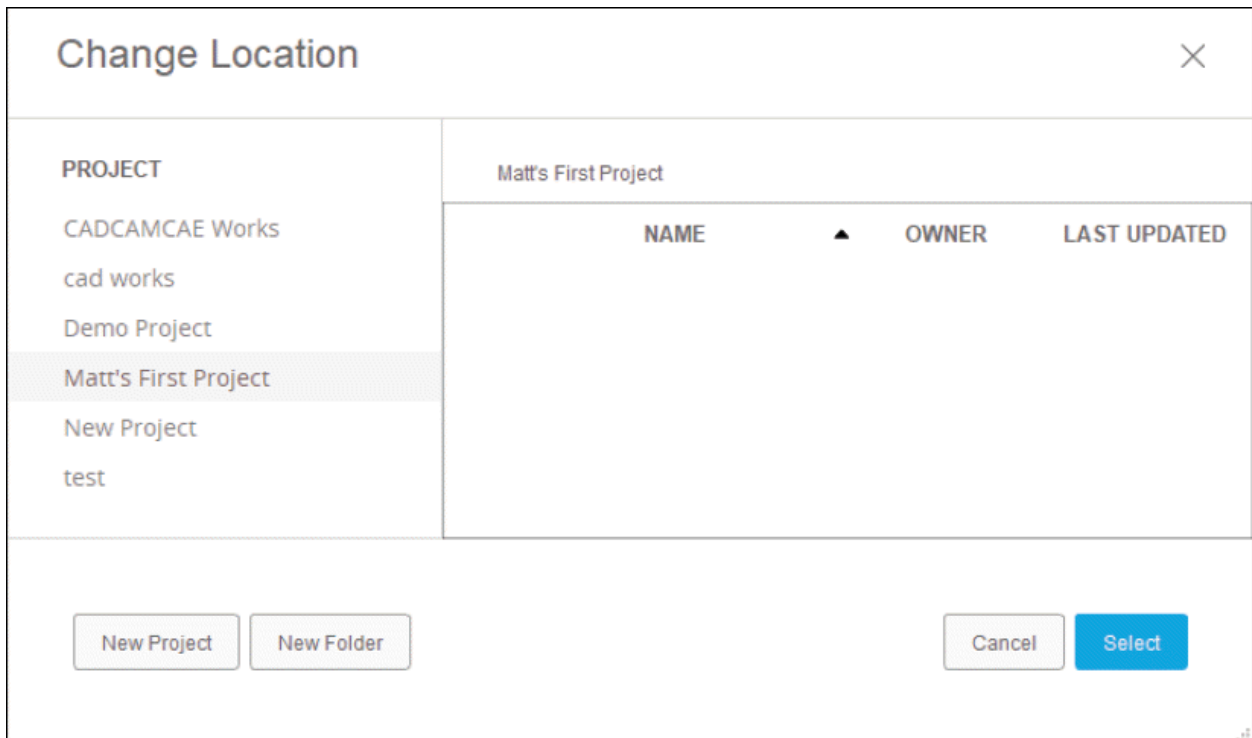 Change Location
PROJECT
CADCAMCAE Works
cad works
Demo Project
Matt's First Project
New Project
test
Matt's First Project
NAME OWNER LAST UPDATED
New Project New Folder Cancel Select